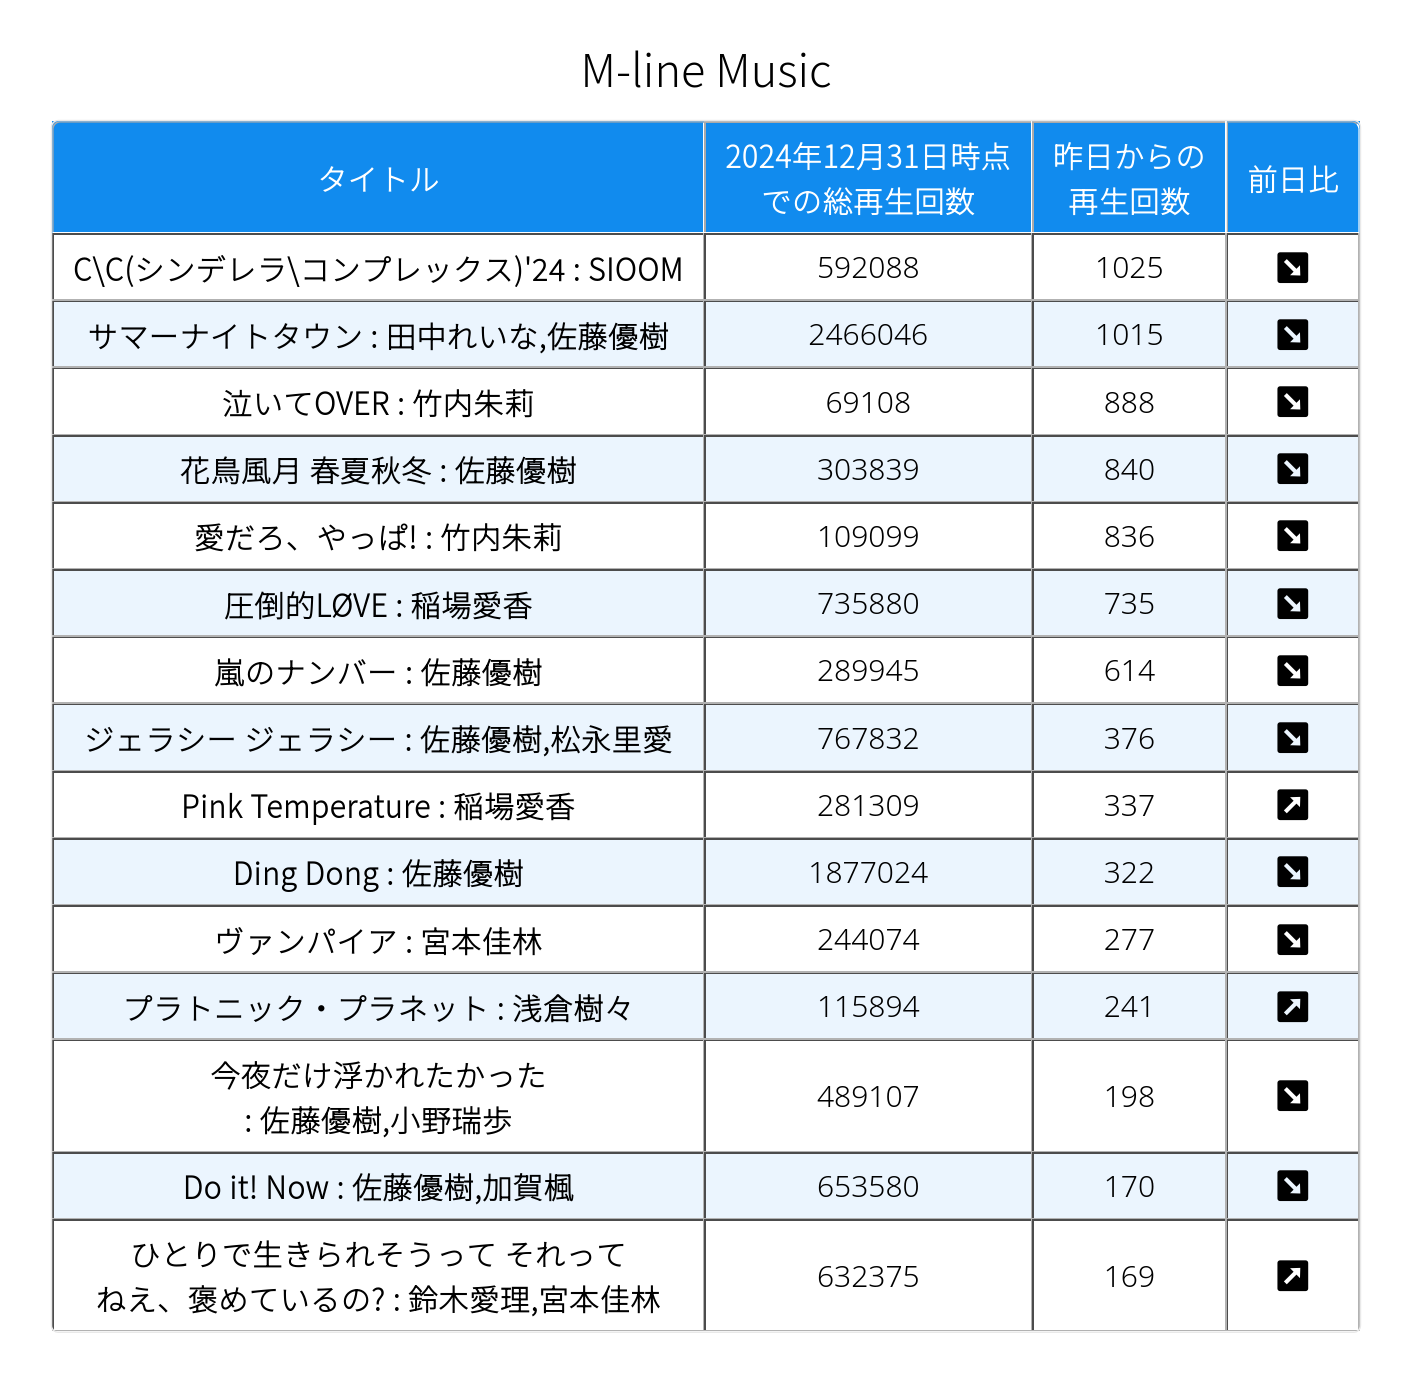 M-line Music
タイトル
2024年12月31日時点
での総再生回数
昨日からの
再生回数
前日比
C\C(シンデレラ\コンプレックス)'24 : SIOOM
592088
1025
サマーナイトタウン : 田中れいな,佐藤優樹
2466046
1015
泣いてOVER : 竹内朱莉
69108
888
花鳥風月 春夏秋冬 : 佐藤優樹
303839
840
愛だろ、やっぱ! : 竹内朱莉
109099
836
圧倒的LØVE : 稲場愛香
735880
735
嵐のナンバー : 佐藤優樹
289945
614
ジェラシー ジェラシー : 佐藤優樹,松永里愛
767832
376
Pink Temperature : 稲場愛香
281309
337
Ding Dong : 佐藤優樹
1877024
322
ヴァンパイア : 宮本佳林
244074
277
プラトニック・プラネット : 浅倉樹々
115894
241
今夜だけ浮かれたかった
: 佐藤優樹,小野瑞歩
489107
198
Do it! Now : 佐藤優樹,加賀楓
653580
170
ひとりで生きられそうって それって
ねえ、褒めているの? : 鈴木愛理,宮本佳林
632375
169